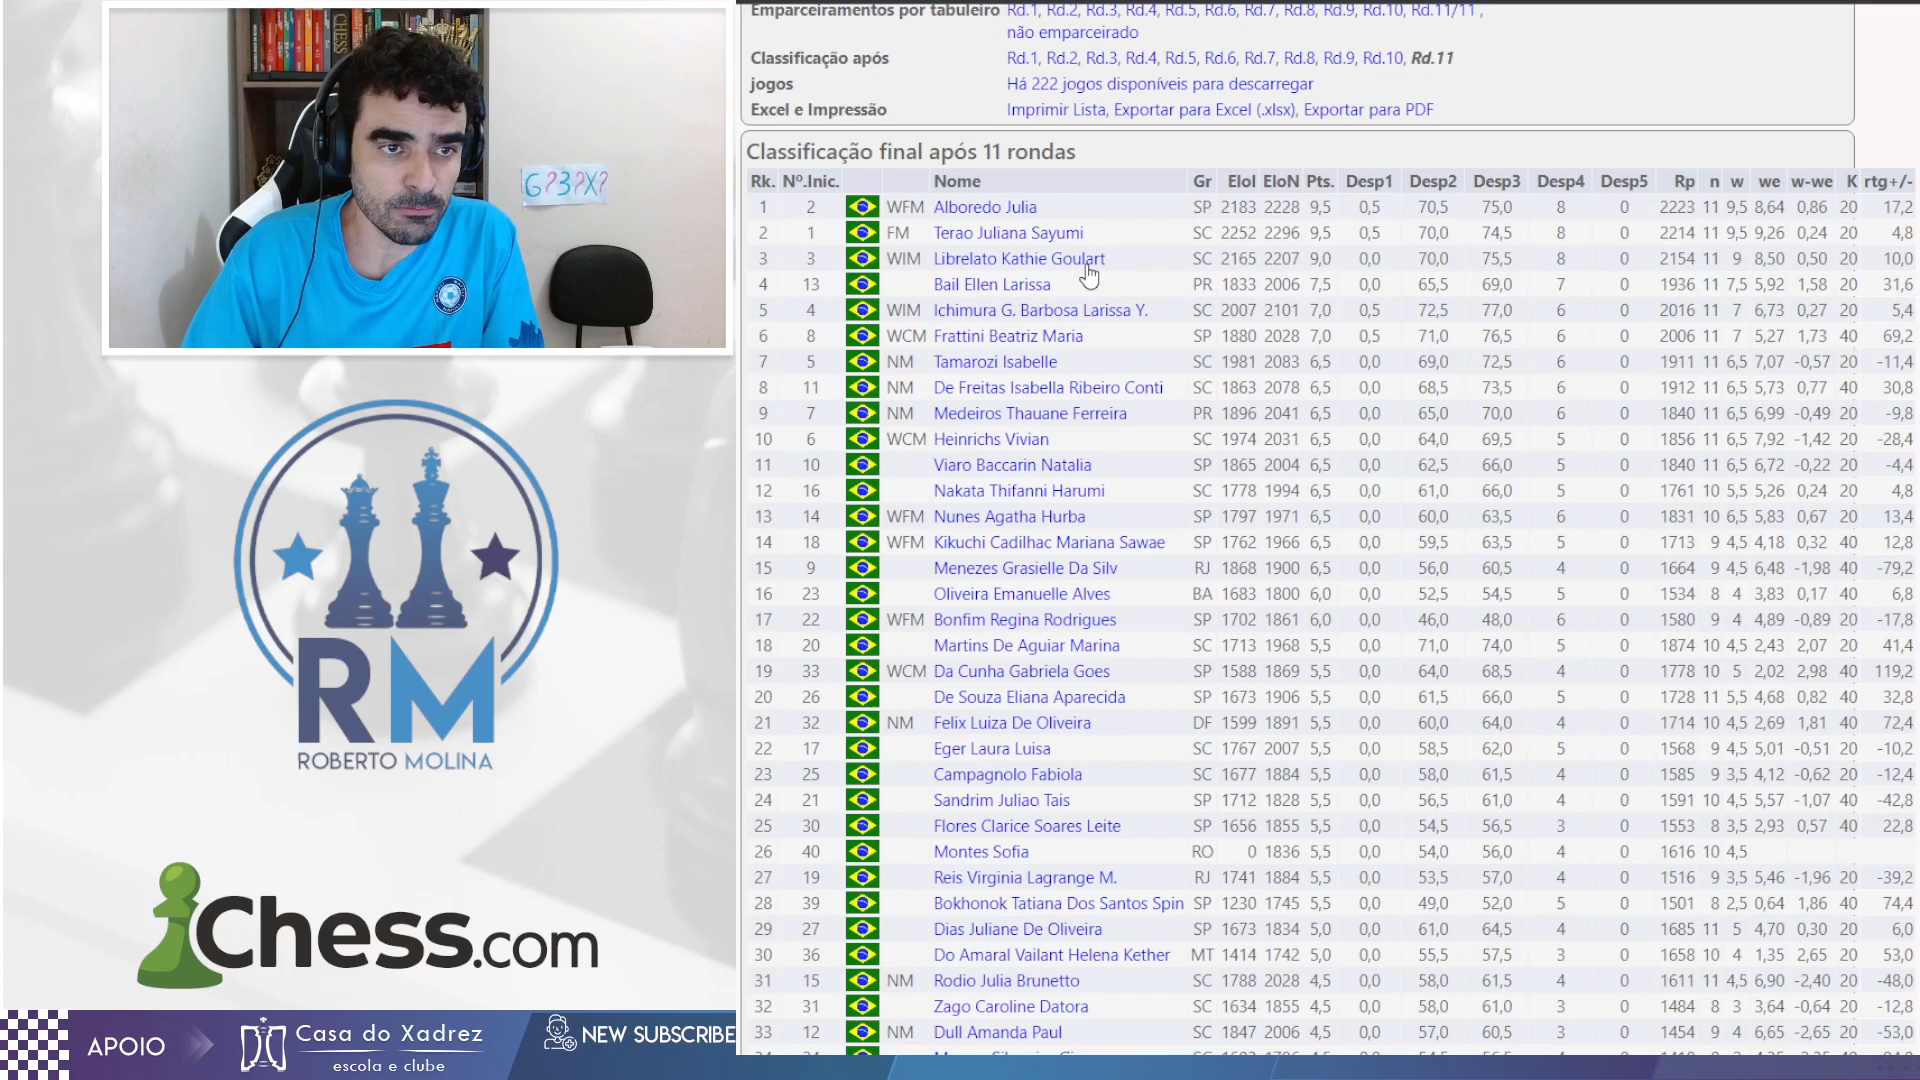 Emparceiramentos por tabuleiro Rd.1, Rd.2, Rd.3, Rd.4, Rd.5, Rd.6, Rd.7, Rd.8, Rd.9, Rd.10, Rd.11/11 ,
não emparceirado
Classificação após Rd.1, Rd.2, Rd.3, Rd.4, Rd.5, Rd.6, Rd.7, Rd.8, Rd.9, Rd.10, Rd.11
jogos Há 222 jogos disponíveis para descarregar
Excel e Impressão Imprimir Lista, Exportar para Excel (.xlsx), Exportar para PDF
Classificação final após 11 rondas
Rk. Nº.Inic. Nome Gr EloI EloN Pts. Desp1 Desp2 Desp3 Desp4 Desp5 Rp n w we w-we K rtg+/-
1 2 WFM Alboredo Julia SP 2183 2228 9,5 0,5 70,5 75,0 8 0 2223 11 9,5 8,64 0,86 20 17,2
2 1 FM Terao Juliana Sayumi SC 2252 2296 9,5 0,5 70,0 74,5 8 0 2214 11 9,5 9,26 0,24 20 4,8
3 3 WIM Librelato Kathie Goulart SC 2165 2207 9,0 0,0 70,0 75,5 8 0 2154 11 9 8,50 0,50 20 10,0
4 13 Bail Ellen Larissa PR 1833 2006 7,5 0,0 65,5 69,0 7 0 1936 11 7,5 5,92 1,58 20 31,6
5 4 WIM Ichimura G. Barbosa Larissa Y. SC 2007 2101 7,0 0,5 72,5 77,0 6 0 2016 11 7 6,73 0,27 20 5,4
6 8 WCM Frattini Beatriz Maria SP 1880 2028 7,0 0,5 71,0 76,5 6 0 2006 11 7 5,27 1,73 40 69,2
7 5 NM Tamarozi Isabelle SC 1981 2083 6,5 0,0 69,0 72,5 6 0 1911 11 6,5 7,07 -0,57 20 -11,4
8 11 NM De Freitas Isabella Ribeiro Conti SC 1863 2078 6,5 0,0 68,5 73,5 6 0 1912 11 6,5 5,73 0,77 40 30,8
9 7 NM Medeiros Thauane Ferreira PR 1896 2041 6,5 0,0 65,0 70,0 6 0 1840 11 6,5 6,99 -0,49 20 -9,8
10 6 WCM Heinrichs Vivian SC 1974 2031 6,5 0,0 64,0 69,5 5 0 1856 11 6,5 7,92 -1,42 20 -28,4
11 10 Viaro Baccarin Natalia SP 1865 2004 6,5 0,0 62,5 66,0 5 0 1840 11 6,5 6,72 -0,22 20 -4,4
12 16 Nakata Thifanni Harumi SC 1778 1994 6,5 0,0 61,0 66,0 5 0 1761 10 5,5 5,26 0,24 20 4,8
13 14 WFM Nunes Agatha Hurba SP 1797 1971 6,5 0,0 60,0 63,5 6 0 1831 10 6,5 5,83 0,67 20 13,4
14 18 WFM Kikuchi Cadilhac Mariana Sawae SP 1762 1966 6,5 0,0 59,5 63,5 5 0 1713 9 4,5 4,18 0,32 40 12,8
15 9 Menezes Grasielle Da Silv RJ 1868 1900 6,5 0,0 56,0 60,5 4 0 1664 9 4,5 6,48 -1,98 40 -79,2
16 23 Oliveira Emanuelle Alves BA 1683 1800 6,0 0,0 52,5 54,5 5 0 1534 8 4 3,83 0,17 40 6,8
17 22 WFM Bonfim Regina Rodrigues SP 1702 1861 6,0 0,0 46,0 48,0 6 0 1580 9 4 4,89 -0,89 20 -17,8
18 20 Martins De Aguiar Marina SC 1713 1968 5,5 0,0 71,0 74,0 5 0 1874 10 4,5 2,43 2,07 20 41,4
19 33 WCM Da Cunha Gabriela Goes SP 1588 1869 5,5 0,0 64,0 68,5 4 0 1778 10 5 2,02 2,98 40 119,2
20 26 De Souza Eliana Aparecida SP 1673 1906 5,5 0,0 61,5 66,0 5 0 1728 11 5,5 4,68 0,82 40 32,8
21 32 NM Felix Luiza De Oliveira DF 1599 1891 5,5 0,0 60,0 64,0 4 0 1714 10 4,5 2,69 1,81 40 72,4
22 17 Eger Laura Luisa SC 1767 2007 5,5 0,0 58,5 62,0 5 0 1568 9 4,5 5,01 -0,51 20 -10,2
23 25 Campagnolo Fabiola SC 1677 1884 5,5 0,0 58,0 61,5 4 0 1585 9 3,5 4,12 -0,62 20 -12,4
24 21 Sandrim Juliao Tais SP 1712 1828 5,5 0,0 56,5 61,0 4 0 1591 10 4,5 5,57 -1,07 40 -42,8
25 30 Flores Clarice Soares Leite SP 1656 1855 5,5 0,0 54,5 56,5 3 0 1553 8 3,5 2,93 0,57 40 22,8
26 40 Montes Sofia RO 0 1836 5,5 0,0 54,0 56,0 4 0 1616 10 4,5
27 19 Reis Virginia Lagrange M. RJ 1741 1884 5,5 0,0 53,5 57,0 4 0 1516 9 3,5 5,46 -1,96 20 -39,2
28 39 Bokhonok Tatiana Dos Santos Spin SP 1230 1745 5,5 0,0 49,0 52,0 5 0 1501 8 2,5 0,64 1,86 40 74,4
29 27 Dias Juliane De Oliveira SP 1673 1834 5,0 0,0 61,0 64,5 4 0 1685 11 5 4,70 0,30 20 6,0
30 36 Do Amaral Vailant Helena Kether MT 1414 1742 5,0 0,0 55,5 57,5 3 0 1658 10 4 1,35 2,65 20 53,0
31 15 NM Rodio Julia Brunetto SC 1788 2028 4,5 0,0 58,0 61,5 4 0 1611 11 4,5 6,90 -2,40 20 -48,0
32 31 Zago Caroline Datora SC 1634 1855 4,5 0,0 58,0 61,0 3 0 1484 8 3 3,64 -0,64 20 -12,8
33 12 NM Dull Amanda Paul SC 1847 2006 4,5 0,0 57,0 60,5 3 0 1454 9 4 6,65 -2,65 20 -53,0
CHESS
G?3?X?
RM
ROBERTO MOLINA
Chess.com
APOIO
Casa do Xadrez
escola e clube
NEW SUBSCRIBE